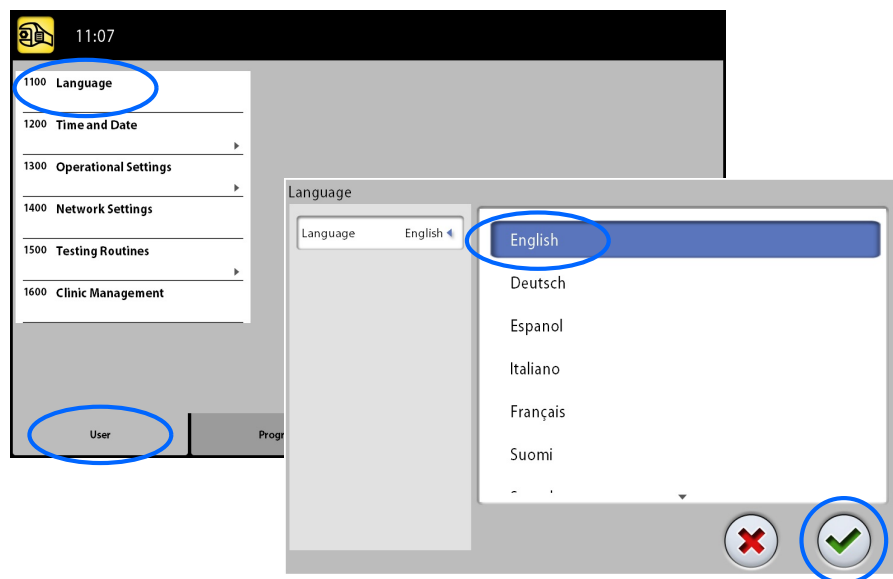 11:07
1100 Language
1200 Time and Date
1300 Operational Settings
1400 Network Settings
1500 Testing Routines
1600 Clinic Management
User
Progr
Language
Language English
English
Deutsch
Espanol
Italiano
Français
Suomi